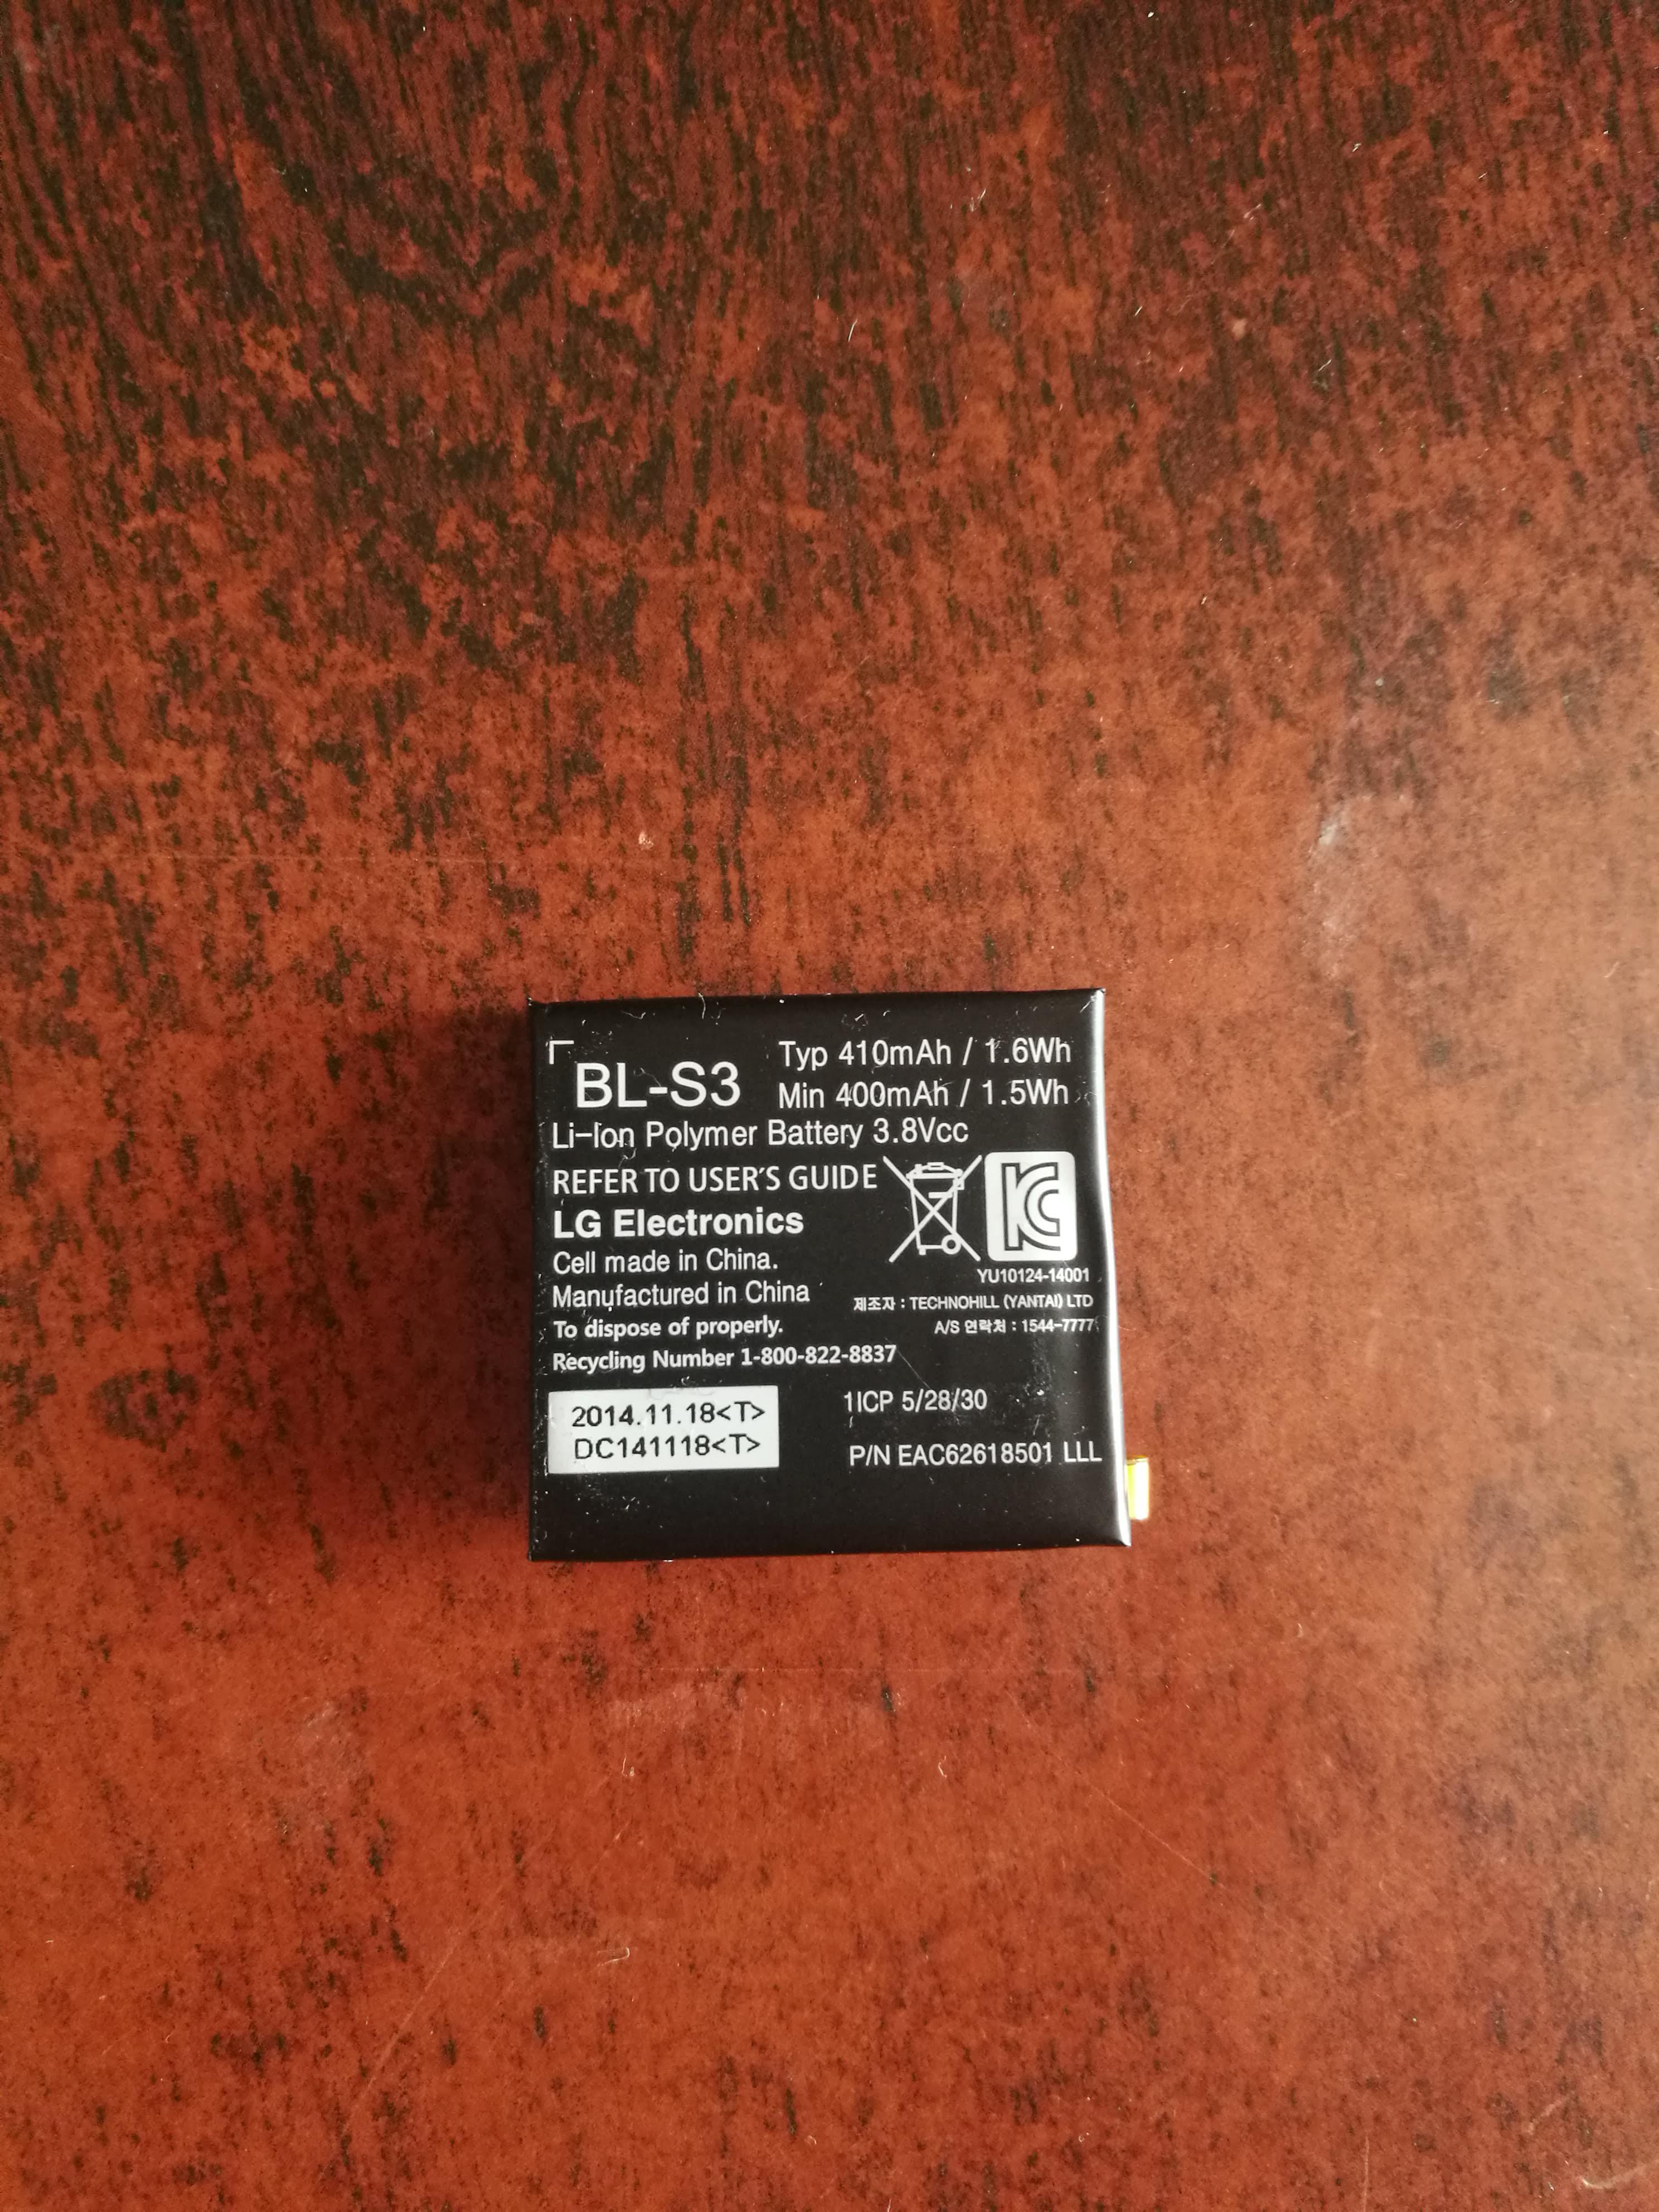 BL-S3
Typ 410mAh / 1.6Wh
Min 400mAh / 1.5Wh
Li-Ion Polymer Battery 3.8Vcc
REFER TO USER'S GUIDE
LG Electronics
Cell made in China.
Manufactured in China
To dispose of properly.
Recycling Number 1-800-822-8837
KC
YU10124-14001
제조자 : TECHNOHILL (YANTAI) LTD
A/S 연락처 : 1544-7777
2014.11.18<T>
DC141118<T>
1ICP 5/28/30
P/N EAC62618501 LLL